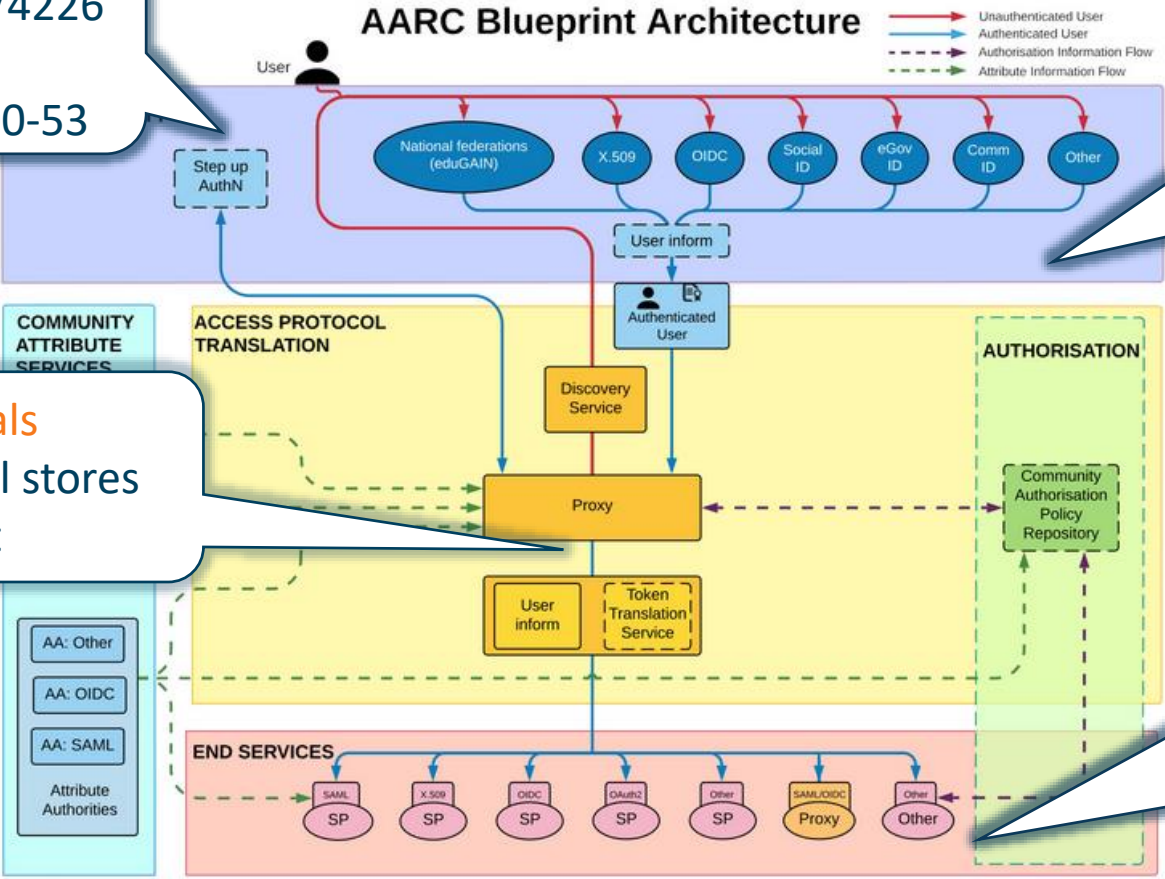 74226
0-53
AARC Blueprint Architecture
Unauthenticated User
Authenticated User
Authorisation Information Flow
Attribute Information Flow
User
Step up
AuthN
National federations
(eduGAIN)
X.509
OIDC
Social
ID
eGov
ID
Comm
ID
Other
User inform
Authenticated
User
COMMUNITY
ATTRIBUTE
SERVICES
ACCESS PROTOCOL
TRANSLATION
AUTHORISATION
Discovery
Service
als
l stores
Proxy
Community
Authorisation
Policy
Repository
User
inform
Token
Translation
Service
AA: Other
AA: OIDC
AA: SAML
Attribute
Authorities
END SERVICES
SAML
SP
X.509
SP
OIDC
SP
OAuth2
SP
Other
SP
SAML/OIDC
Proxy
Other
Other